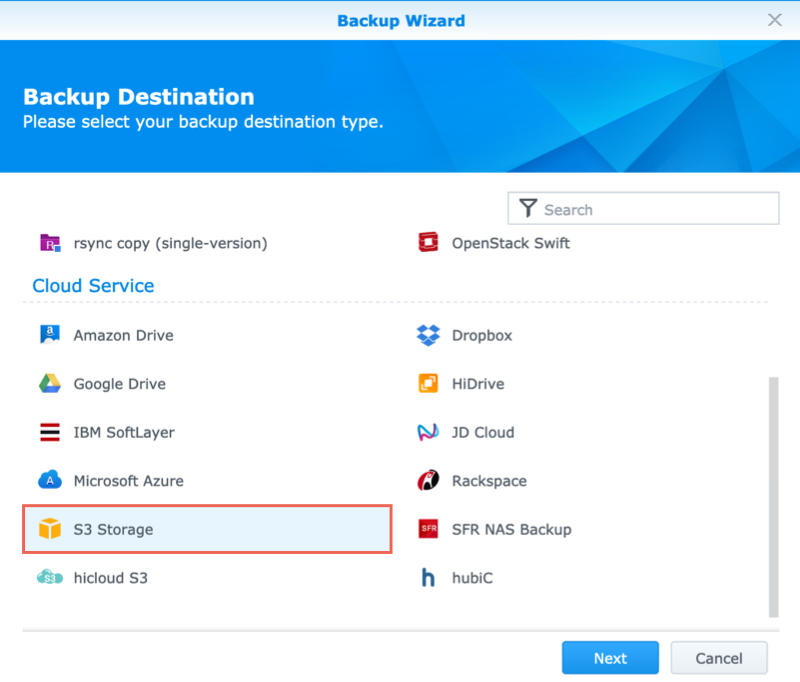 Backup Wizard
Backup Destination
Please select your backup destination type.
Search
rsync copy (single-version)
OpenStack Swift
Cloud Service
Amazon Drive
Dropbox
Google Drive
HiDrive
IBM SoftLayer
JD Cloud
Microsoft Azure
Rackspace
S3 Storage
SFR
SFR NAS Backup
S3
hicloud S3
hubiC
Next
Cancel